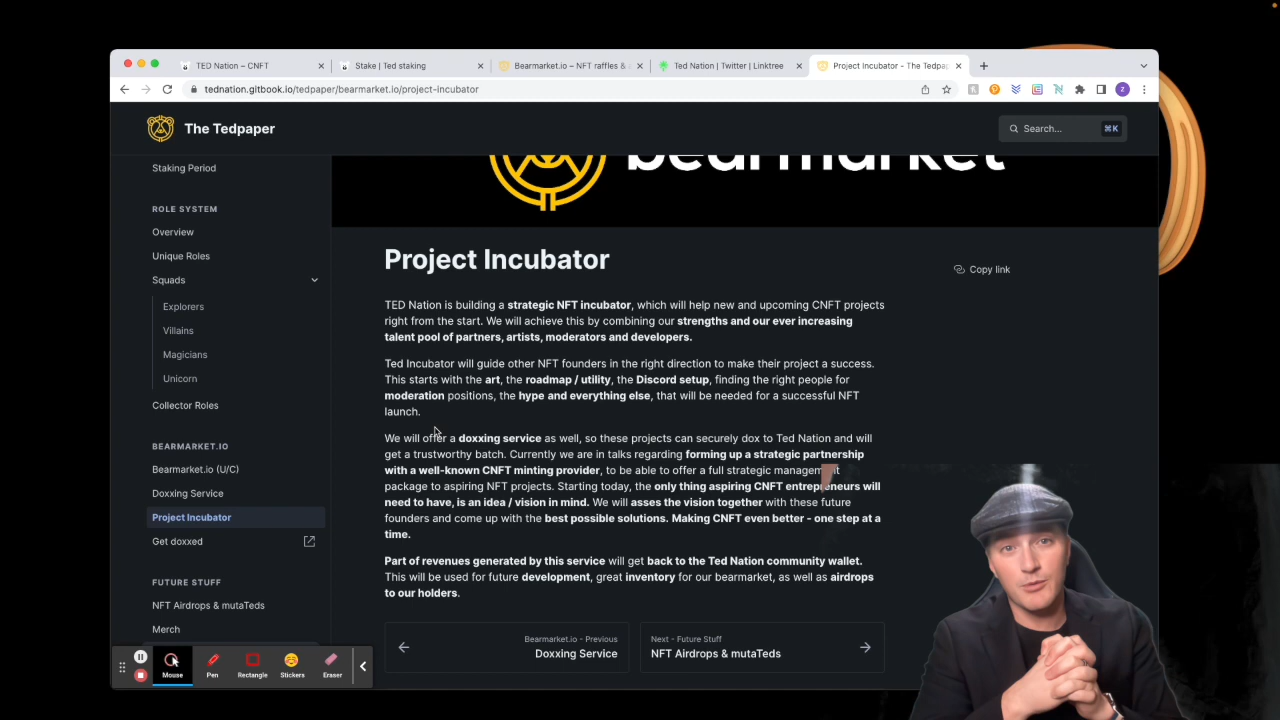 TED Nation – CNFT
Stake | Ted staking
Bearmarket.io – NFT raffles &
Ted Nation | Twitter | Linktree
Project Incubator - The Tedpap
tednation.gitbook.io/tedpaper/bearmarket.io/project-incubator
The Tedpaper
Search...
⌘K
bearmarket
Staking Period
ROLE SYSTEM
Overview
Unique Roles
Squads
Explorers
Villains
Magicians
Unicorn
Collector Roles
BEARMARKET.IO
Bearmarket.io (U/C)
Doxxing Service
Project Incubator
Get doxxed
FUTURE STUFF
NFT Airdrops & mutaTeds
Merch
Project Incubator
Copy link
TED Nation is building a strategic NFT incubator, which will help new and upcoming CNFT projects
right from the start. We will achieve this by combining our strengths and our ever increasing
talent pool of partners, artists, moderators and developers.
Ted Incubator will guide other NFT founders in the right direction to make their project a success.
This starts with the art, the roadmap / utility, the Discord setup, finding the right people for
moderation positions, the hype and everything else, that will be needed for a successful NFT
launch.
We will offer a doxxing service as well, so these projects can securely dox to Ted Nation and will
get a trustworthy batch. Currently we are in talks regarding forming up a strategic partnership
with a well-known CNFT minting provider, to be able to offer a full strategic management
package to aspiring NFT projects. Starting today, the only thing aspiring CNFT entrepreneurs will
need to have, is an idea / vision in mind. We will asses the vision together with these future
founders and come up with the best possible solutions. Making CNFT even better - one step at a
time.
Part of revenues generated by this service will get back to the Ted Nation community wallet.
This will be used for future development, great inventory for our bearmarket, as well as airdrops
to our holders.
Bearmarket.io - Previous
Doxxing Service
Next - Future Stuff
NFT Airdrops & mutaTeds
Mouse
Pen
Rectangle
Stickers
Eraser